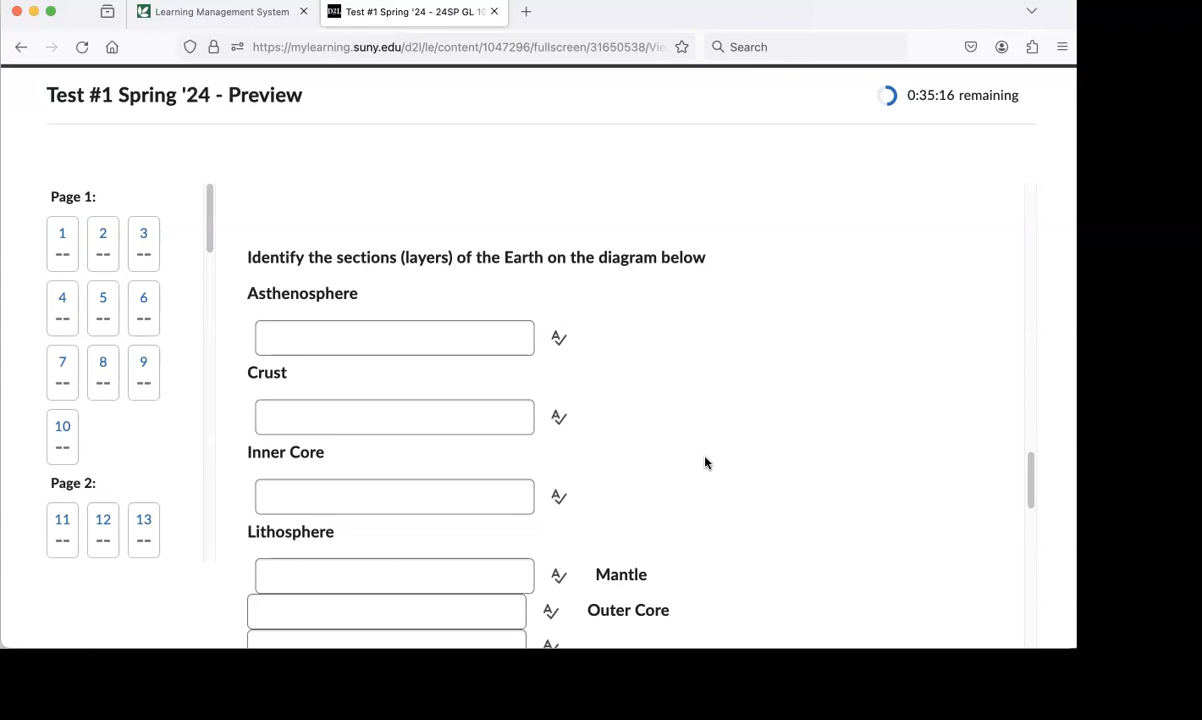 Learning Management System
Test #1 Spring '24 - 24SP GL 10
https://mylearning.suny.edu/d2l/le/content/1047296/fullscreen/31650538/Vie
Search
Test #1 Spring '24 - Preview
0:35:16 remaining
Page 1:
1 2 3
-- -- --
4 5 6
-- -- --
7 8 9
-- -- --
10
--
Page 2:
11 12 13
-- -- --
Identify the sections (layers) of the Earth on the diagram below
Asthenosphere
Crust
Inner Core
Lithosphere
Mantle
Outer Core